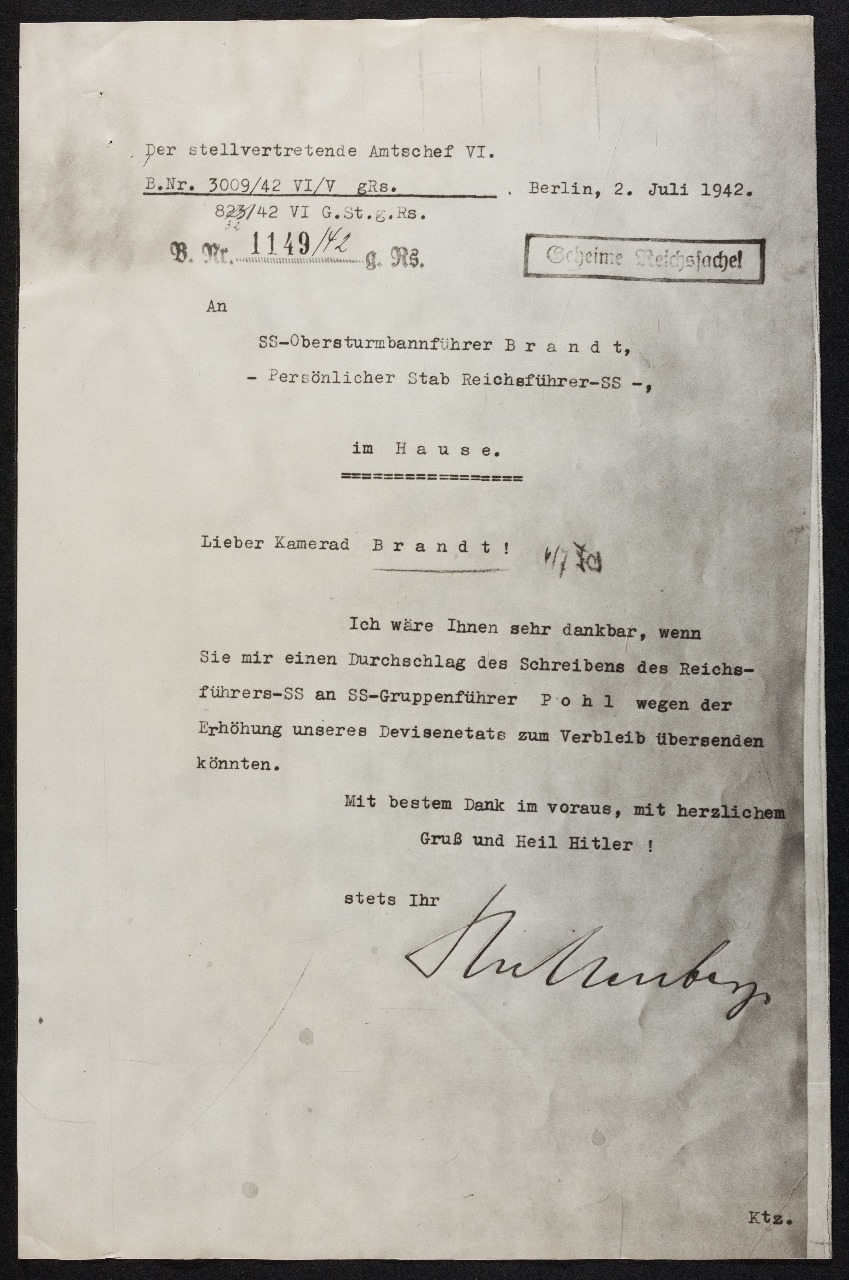 Der stellvertretende Amtschef VI.
B.Nr. 3009/42 VI/V gRs. Berlin, 2. Juli 1942.
823/42 VI G.St.g.Rs.
32
B. Nr. 1149/42 g. Rs.
Geheime Reichssache!
An
SS-Obersturmbannführer B r a n d t,
- Persönlicher Stab Reichsführer-SS -,
im H a u s e.
=================
Lieber Kamerad B r a n d t !
Ich wäre Ihnen sehr dankbar, wenn
Sie mir einen Durchschlag des Schreibens des Reichs-
führers-SS an SS-Gruppenführer P o h l wegen der
Erhöhung unseres Devisenetats zum Verbleib übersenden
könnten.
Mit bestem Dank im voraus, mit herzlichem
Gruß und Heil Hitler !
stets Ihr
Schellenberg
Ktz.